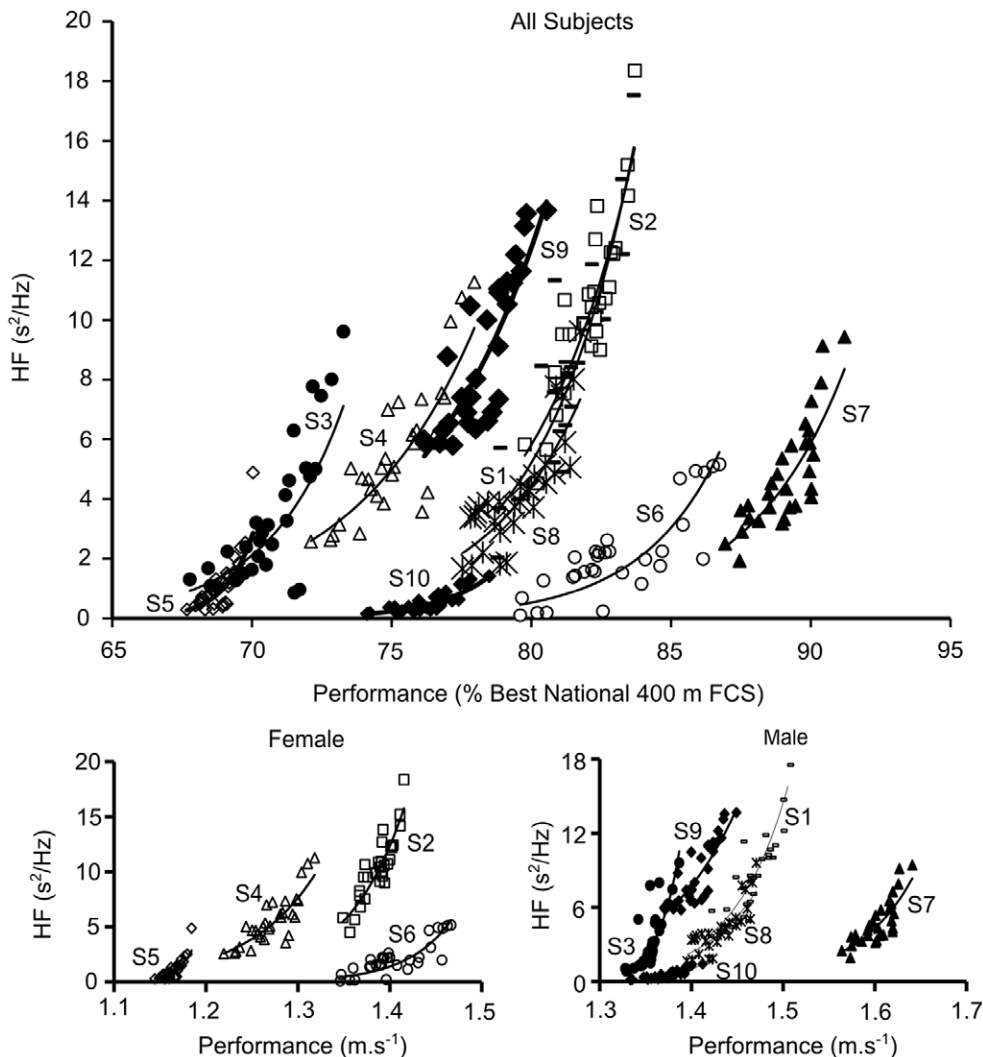 All Subjects
20
18
16
14
12
10
8
6
4
2
0
HF (s²/Hz)
S2
S9
S3
S4
S7
S1
S6
S8
S10
S5
65 70 75 80 85 90 95
Performance (% Best National 400 m FCS)
Female
20
15
10
5
0
HF (s²/Hz)
S2
S4
S6
S5
1.1 1.2 1.3 1.4 1.5
Performance (m.s⁻¹)
Male
18
12
6
0
HF (s²/Hz)
S9
S1
S7
S3
S8
S10
1.3 1.4 1.5 1.6 1.7
Performance (m.s⁻¹)